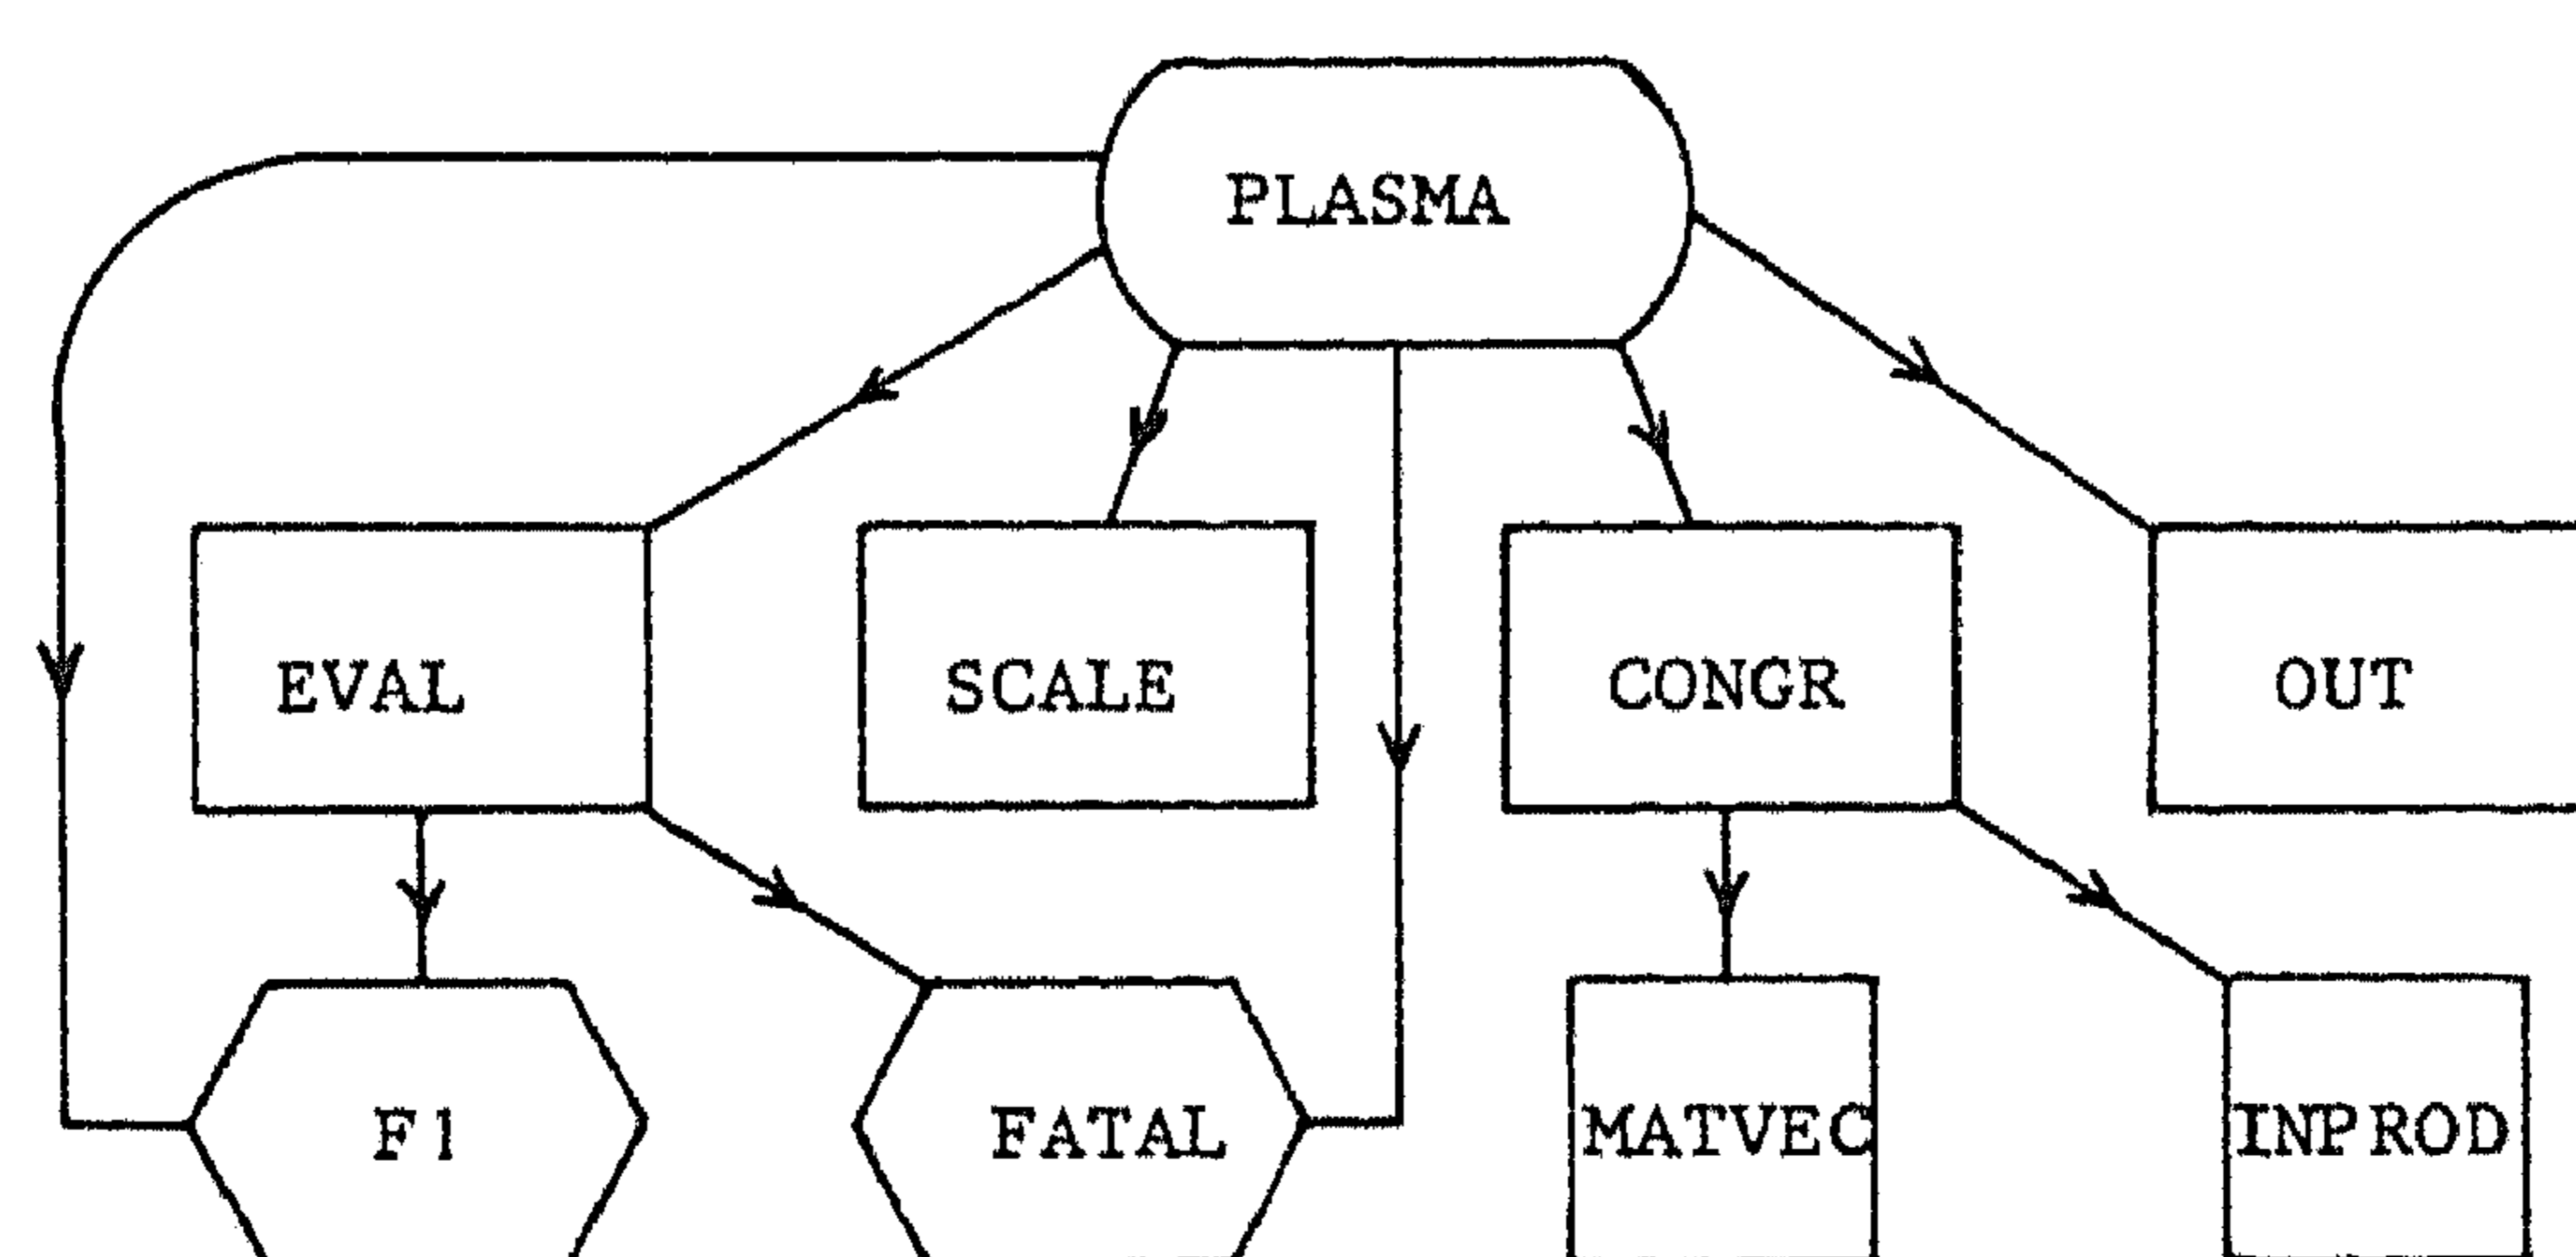 PLASMA
EVAL
SCALE
CONGR
OUT
F1
FATAL
MATVEC
INPROD